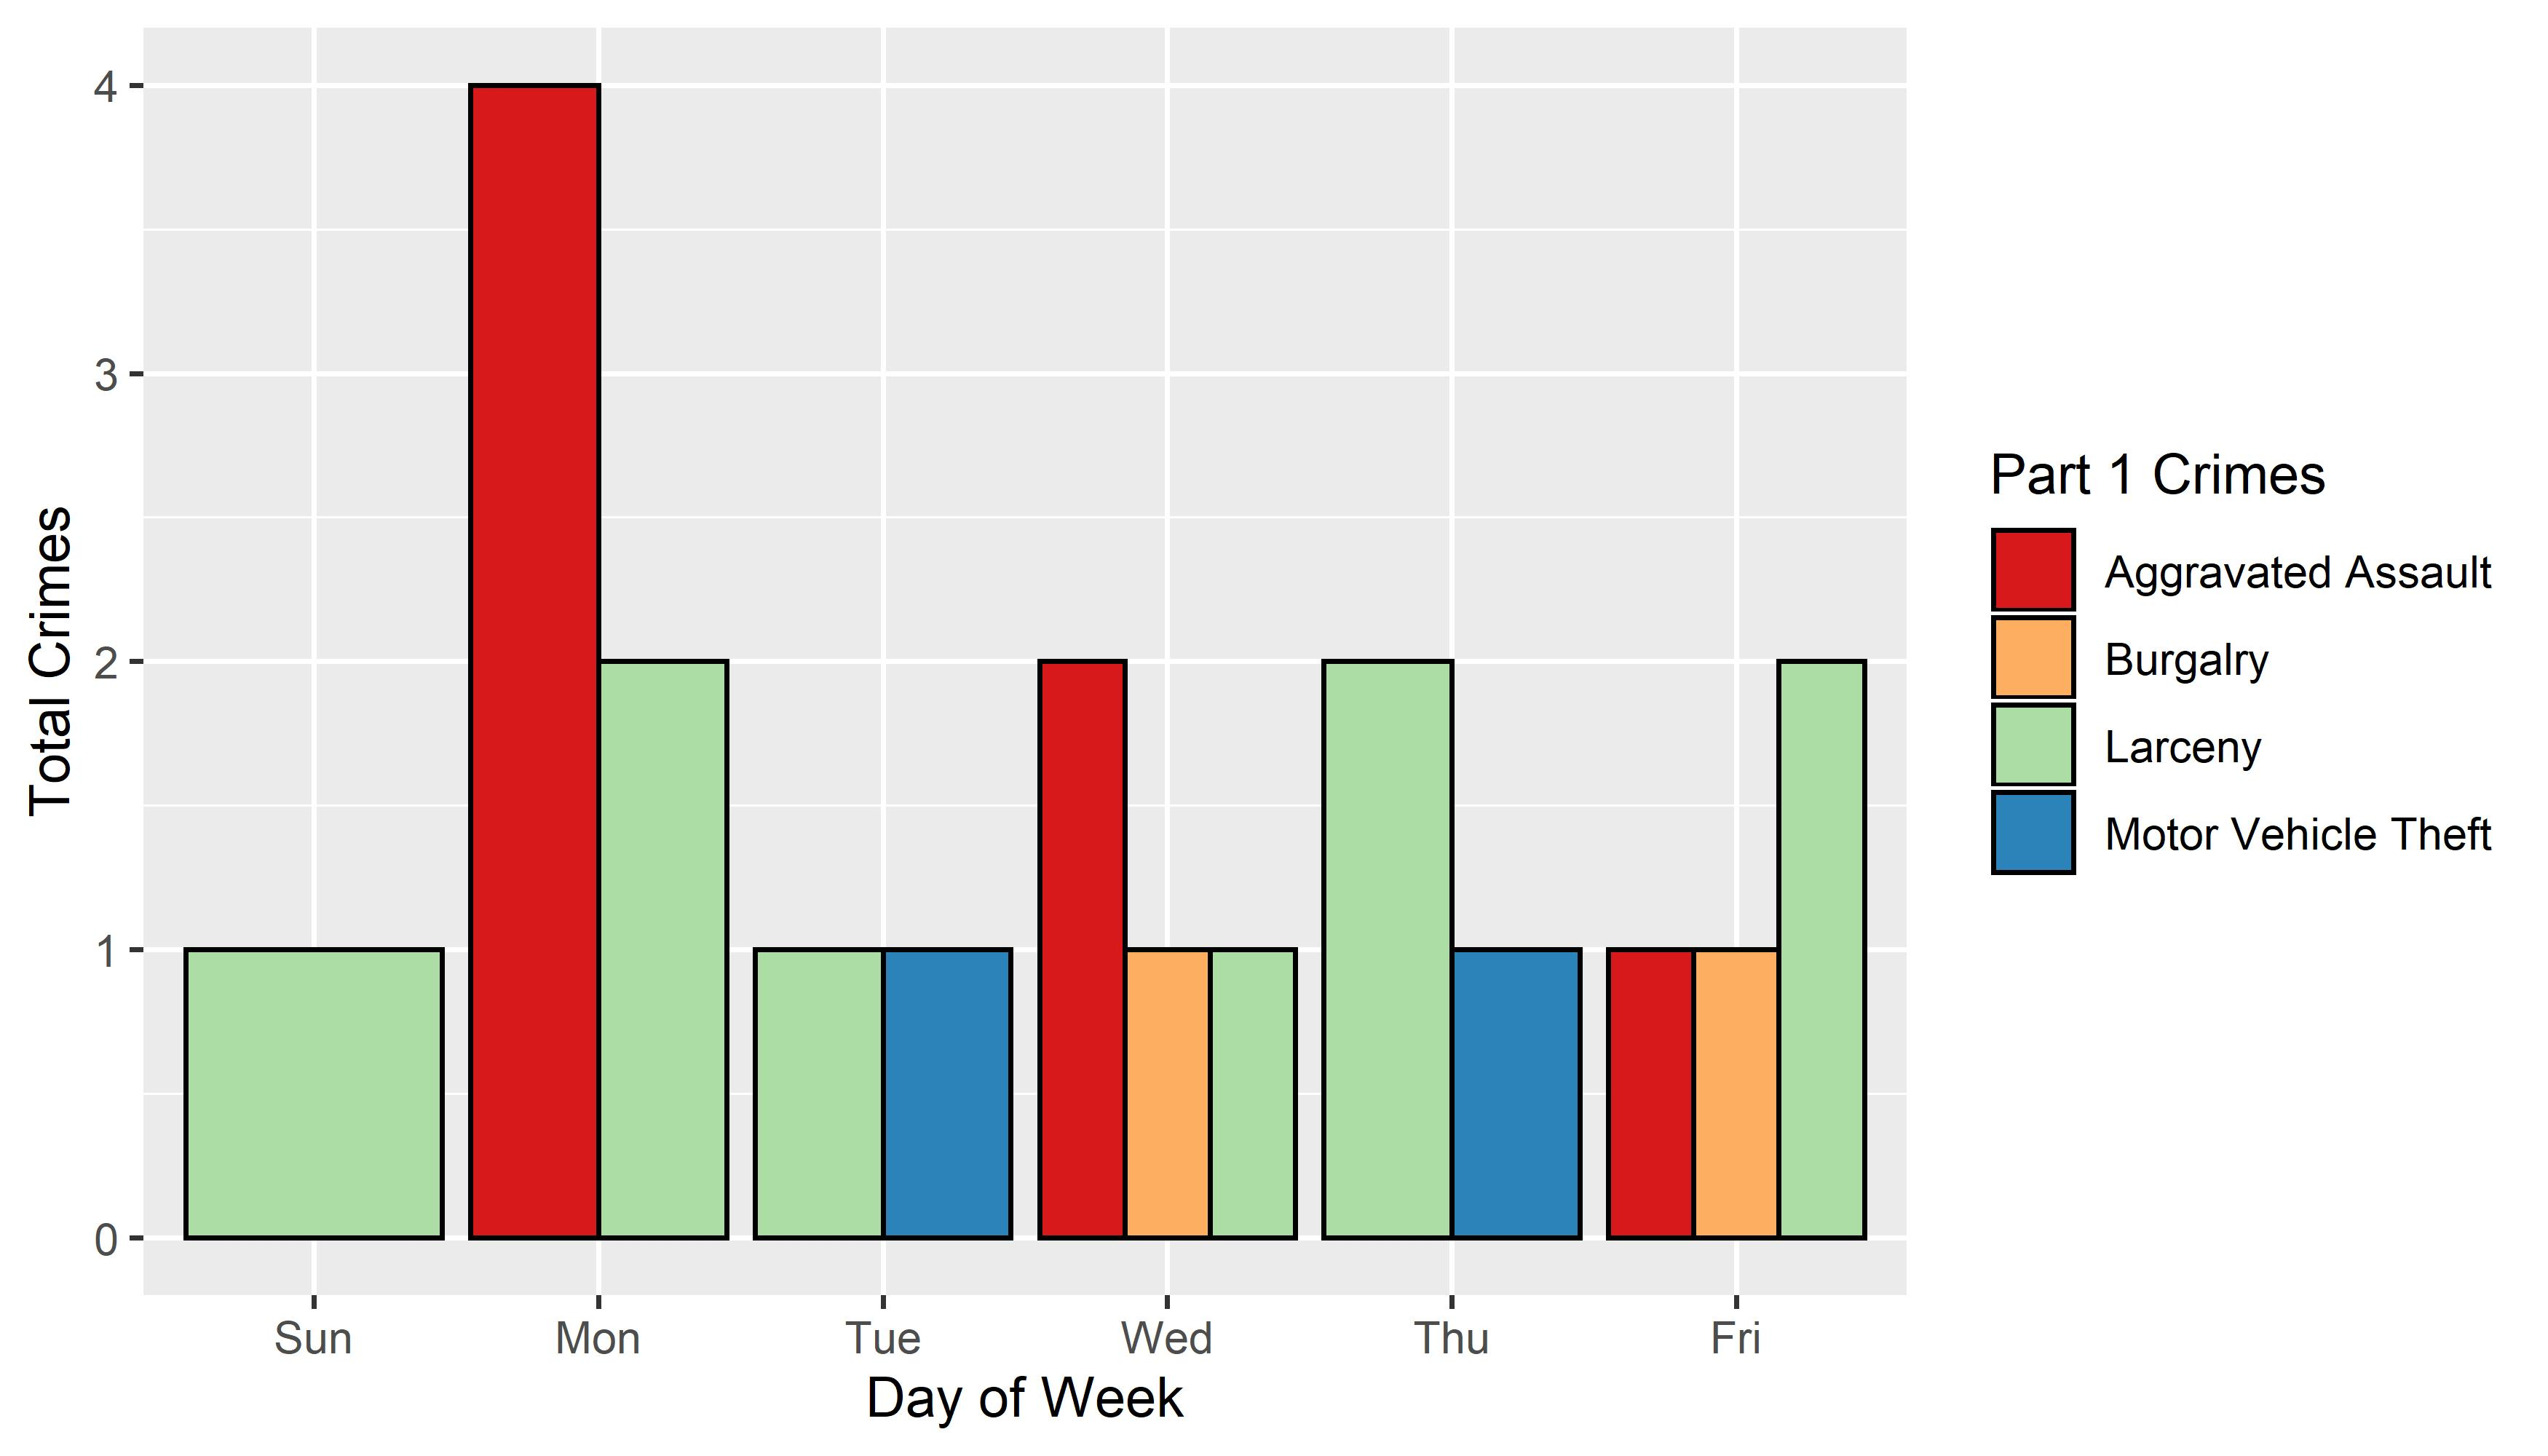 Total Crimes
4
3
2
1
0
Sun Mon Tue Wed Thu Fri
Day of Week
Part 1 Crimes
Aggravated Assault
Burgalry
Larceny
Motor Vehicle Theft